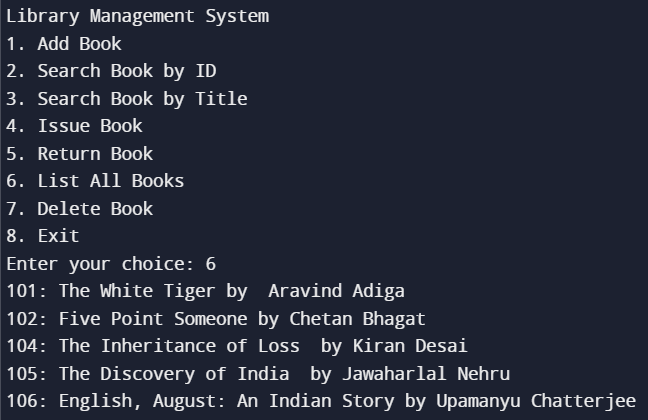 Library Management System
1. Add Book
2. Search Book by ID
3. Search Book by Title
4. Issue Book
5. Return Book
6. List All Books
7. Delete Book
8. Exit
Enter your choice: 6
101: The White Tiger by  Aravind Adiga
102: Five Point Someone by Chetan Bhagat
104: The Inheritance of Loss  by Kiran Desai
105: The Discovery of India  by Jawaharlal Nehru
106: English, August: An Indian Story by Upamanyu Chatterjee